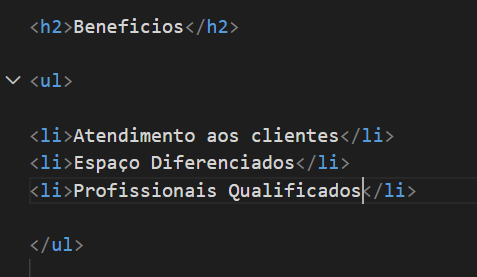 <h2>Beneficios</h2>
<ul>
<li>Atendimento aos clientes</li>
<li>Espaço Diferenciados</li>
<li>Profissionais Qualificados</li>
</ul>